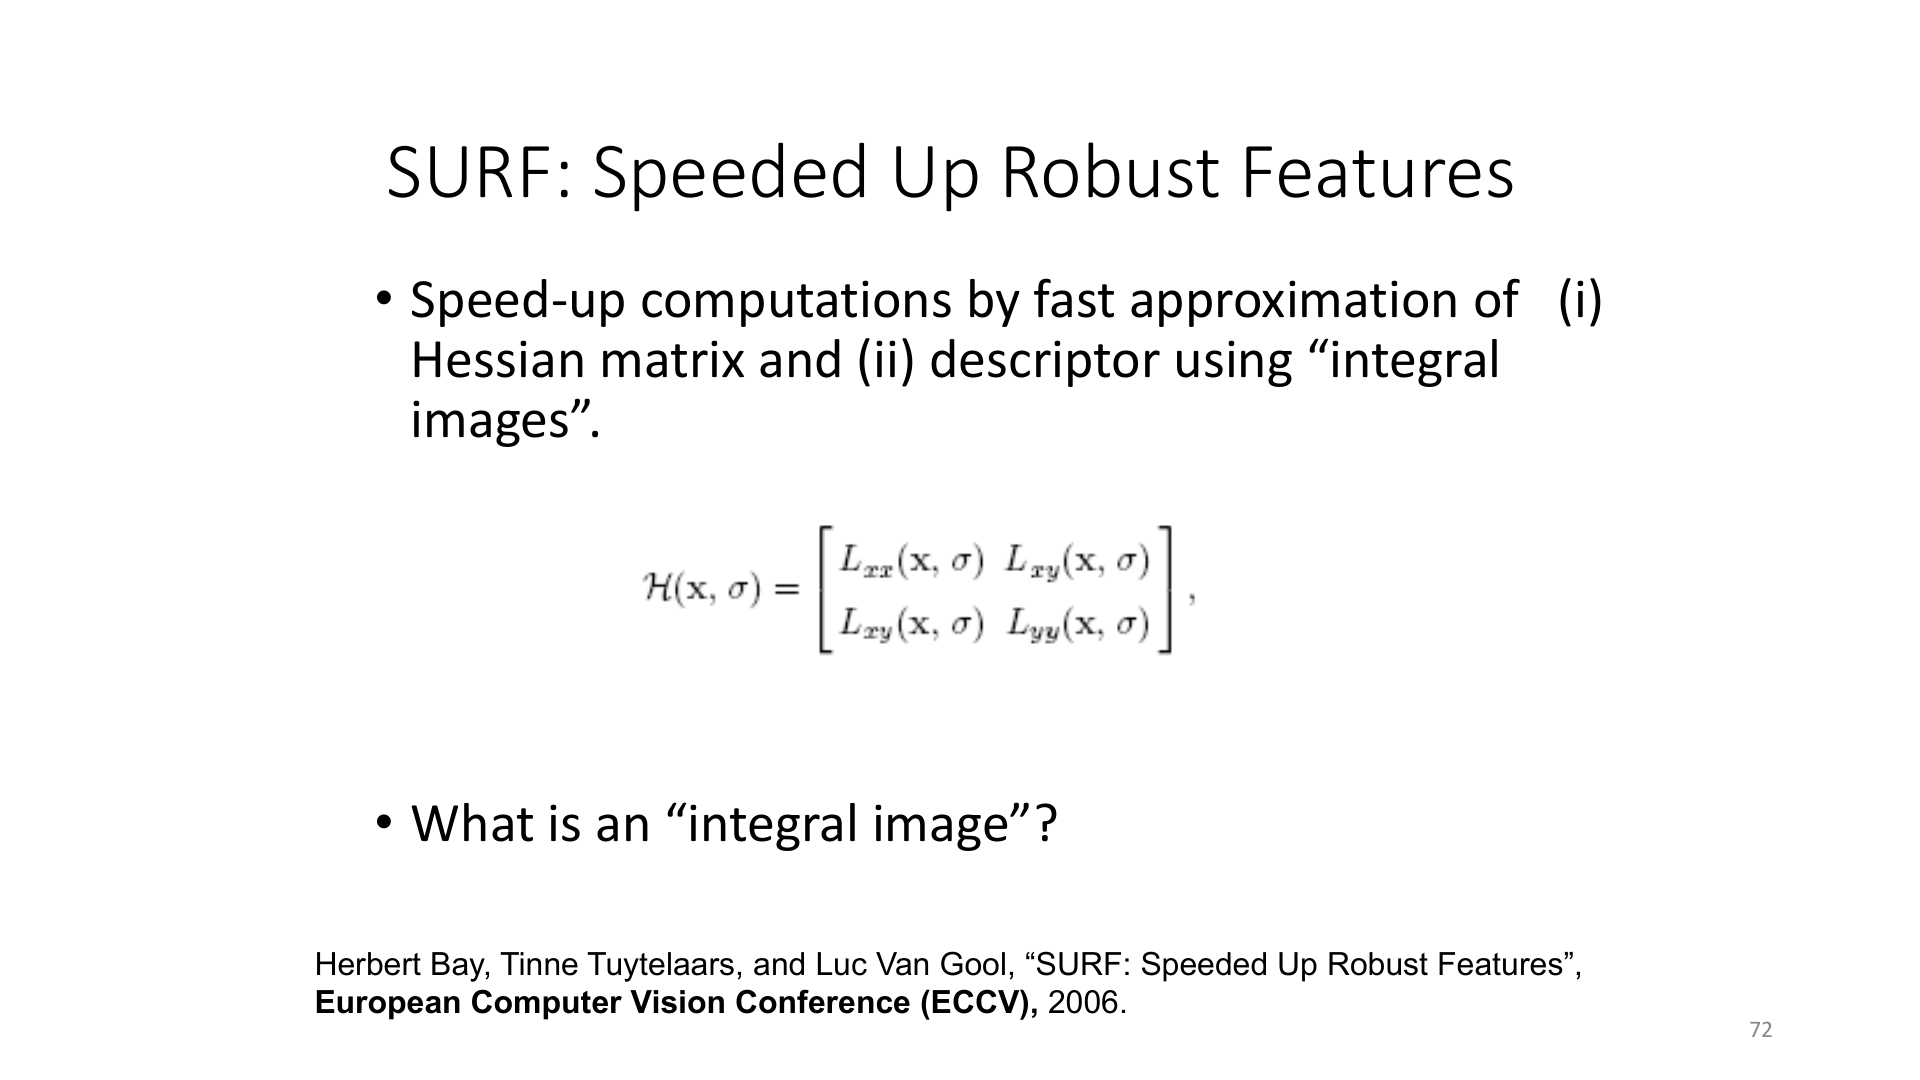 SURF: Speeded Up Robust Features
• Speed-up computations by fast approximation of (i)
Hessian matrix and (ii) descriptor using “integral
images”.
$\mathcal{H}(\mathrm{x}, \sigma) = \begin{bmatrix} L_{xx}(\mathrm{x}, \sigma) & L_{xy}(\mathrm{x}, \sigma) \\ L_{xy}(\mathrm{x}, \sigma) & L_{yy}(\mathrm{x}, \sigma) \end{bmatrix},$
• What is an “integral image”?
Herbert Bay, Tinne Tuytelaars, and Luc Van Gool, “SURF: Speeded Up Robust Features”,
European Computer Vision Conference (ECCV), 2006.
72